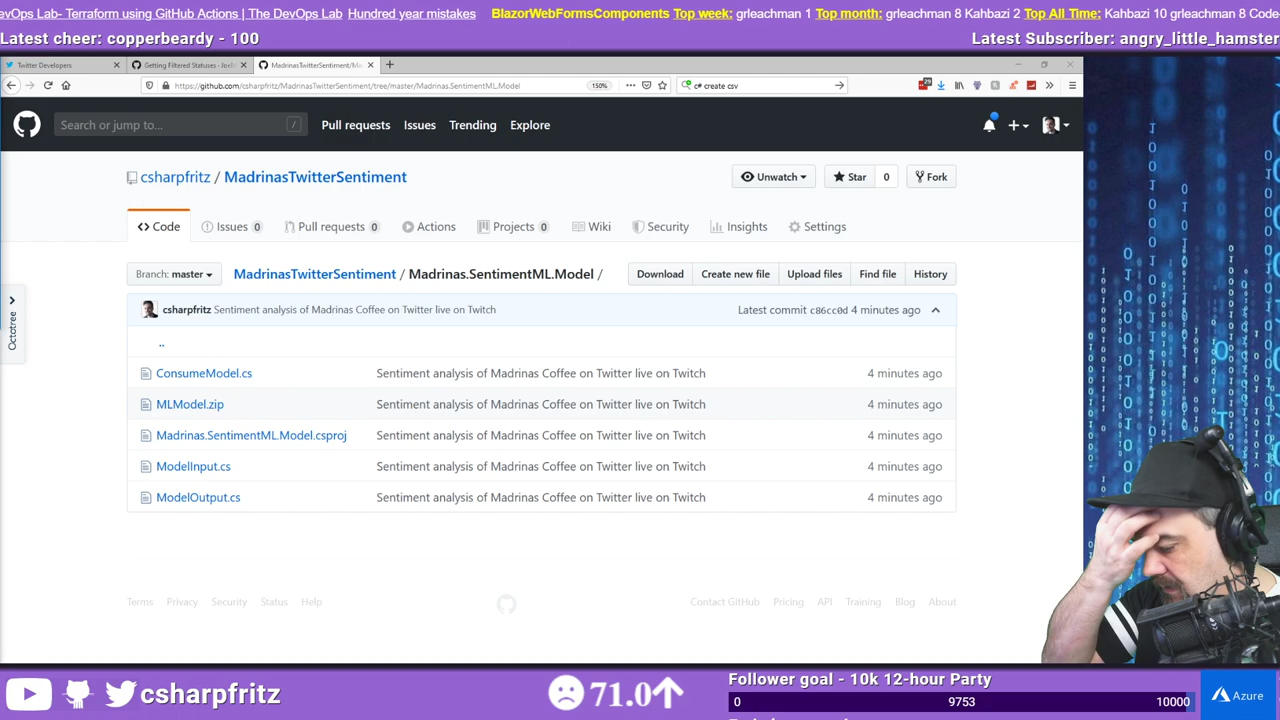 evOps Lab- Terraform using GitHub Actions | The DevOps Lab Hundred year mistakes BlazorWebFormsComponents Top week: grleachman 1 Top month: grleachman 8 Kahbazi 2 Top All Time: Kahbazi 10 grleachman 8 Code
Latest cheer: copperbeardy - 100 Latest Subscriber: angry_little_hamster
Twitter Developers Getting Filtered Statuses - JoelN MadrinasTwitterSentiment/Ma
https://github.com/csharpfritz/MadrinasTwitterSentiment/tree/master/Madrinas.SentimentML.Model 150% c# create csv 29
Search or jump to... / Pull requests Issues Trending Explore
csharpfritz / MadrinasTwitterSentiment Unwatch Star 0 Fork
Code Issues 0 Pull requests 0 Actions Projects 0 Wiki Security Insights Settings
Branch: master MadrinasTwitterSentiment / Madrinas.SentimentML.Model / Download Create new file Upload files Find file History
csharpfritz Sentiment analysis of Madrinas Coffee on Twitter live on Twitch Latest commit c86cc0d 4 minutes ago
..
ConsumeModel.cs Sentiment analysis of Madrinas Coffee on Twitter live on Twitch 4 minutes ago
MLModel.zip Sentiment analysis of Madrinas Coffee on Twitter live on Twitch 4 minutes ago
Madrinas.SentimentML.Model.csproj Sentiment analysis of Madrinas Coffee on Twitter live on Twitch 4 minutes ago
ModelInput.cs Sentiment analysis of Madrinas Coffee on Twitter live on Twitch 4 minutes ago
ModelOutput.cs Sentiment analysis of Madrinas Coffee on Twitter live on Twitch 4 minutes ago
Octotree
Terms Privacy Security Status Help Contact GitHub Pricing API Training Blog About
csharpfritz 71.0 Follower goal - 10k 12-hour Party
0 9753 10000 Azure